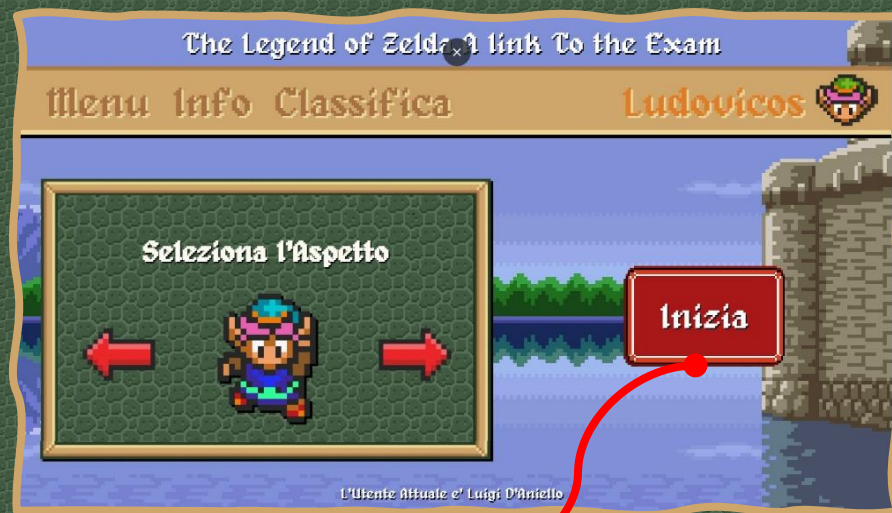 The Legend of Zelda A link To the Exam
Menu Info Classifica Ludovicos
Seleziona l'Aspetto
Inizia
L'Utente Attuale e' Luigi D'Aniello